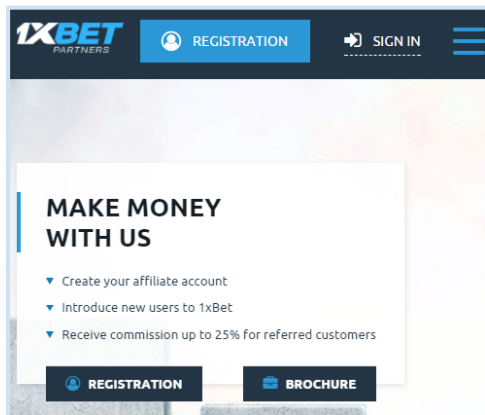 1XBET
PARTNERS
REGISTRATION
SIGN IN
MAKE MONEY
WITH US
Create your affiliate account
Introduce new users to 1xBet
Receive commission up to 25% for referred customers
REGISTRATION
BROCHURE